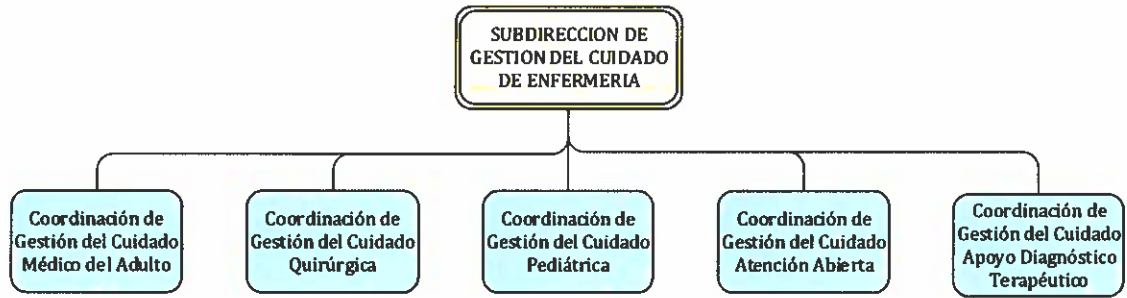 SUBDIRECCION DE
GESTION DEL CUIDADO
DE ENFERMERIA
Coordinación de
Gestión del Cuidado
Médico del Adulto
Coordinación de
Gestión del Cuidado
Quirúrgica
Coordinación de
Gestión del Cuidado
Pediátrica
Coordinación de
Gestión del Cuidado
Atención Abierta
Coordinación de
Gestión del Cuidado
Apoyo Diagnóstico
Terapéutico